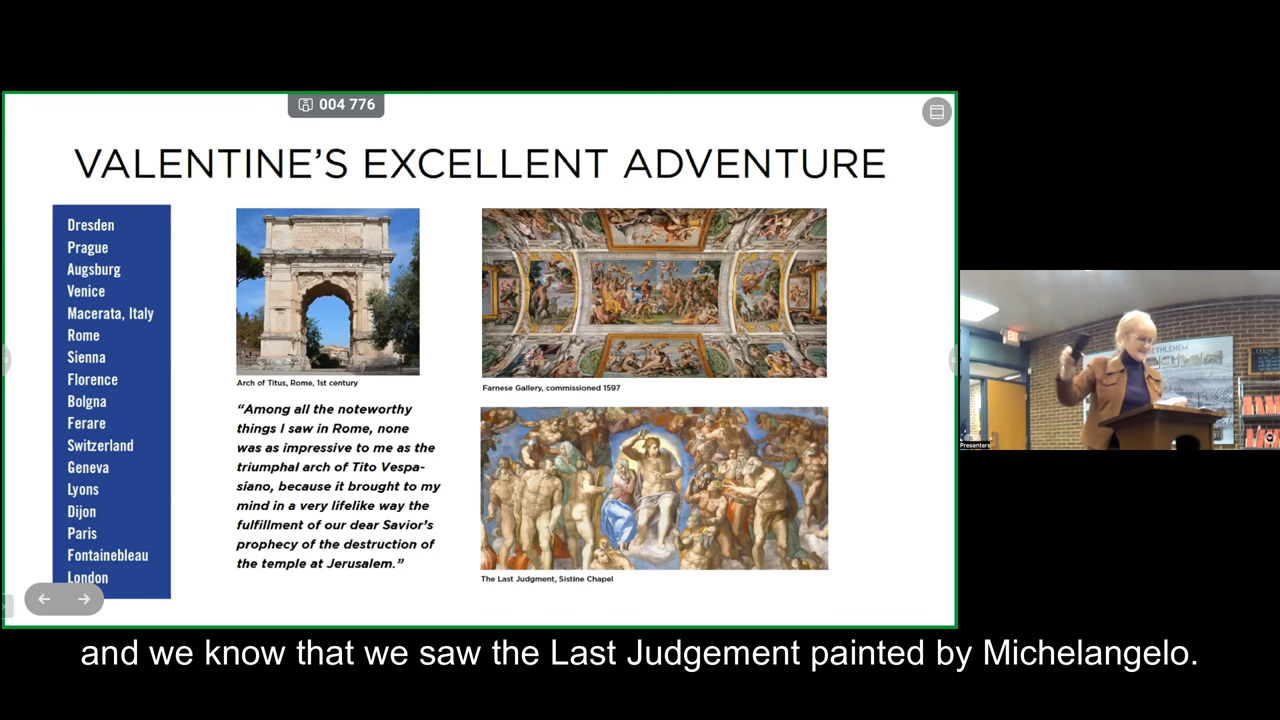 004 776
VALENTINE'S EXCELLENT ADVENTURE
Dresden
Prague
Augsburg
Venice
Macerata, Italy
Rome
Sienna
Florence
Bolgna
Ferare
Switzerland
Geneva
Lyons
Dijon
Paris
Fontainebleau
London
Arch of Titus, Rome, 1st century
“Among all the noteworthy
things I saw in Rome, none
was as impressive to me as the
triumphal arch of Tito Vespa-
siano, because it brought to my
mind in a very lifelike way the
fulfillment of our dear Savior's
prophecy of the destruction of
the temple at Jerusalem.”
Farnese Gallery, commissioned 1597
The Last Judgment, Sistine Chapel
EXIT
BETHLEHEM
Presenters
and we know that we saw the Last Judgement painted by Michelangelo.